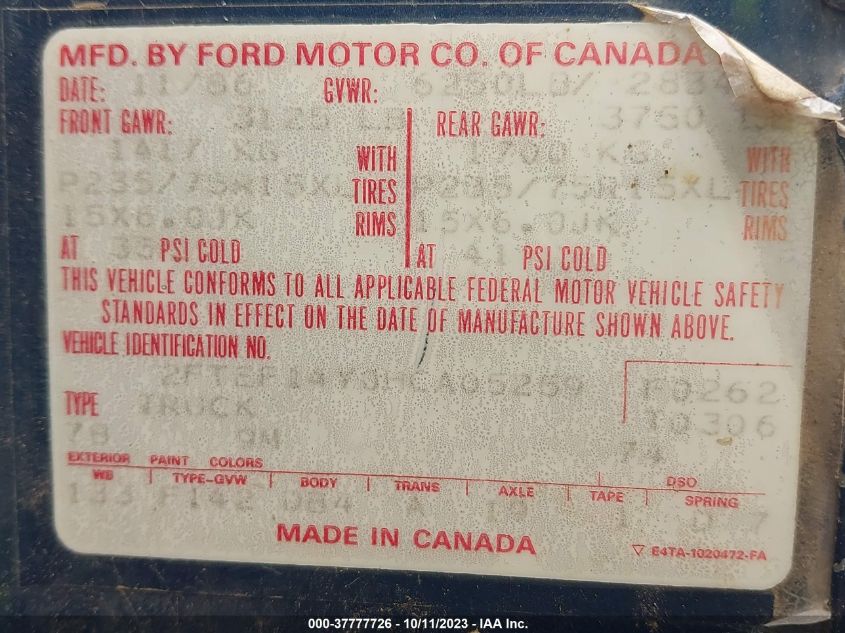 MFD. BY FORD MOTOR CO. OF CANADA
DATE: 11/86 GVWR: 6250LB/ 2834
FRONT GAWR: 3125 LB REAR GAWR: 3750 LB
1417 KG WITH 1700 KG WITH
P235/75R15XL TIRES P235/75R15XL TIRES
15X6.0JK RIMS 15X6.0JK RIMS
AT 35 PSI COLD AT 41 PSI COLD
THIS VEHICLE CONFORMS TO ALL APPLICABLE FEDERAL MOTOR VEHICLE SAFETY
STANDARDS IN EFFECT ON THE DATE OF MANUFACTURE SHOWN ABOVE.
VEHICLE IDENTIFICATION NO.
2FTEF14Y3HCA05259 F0262
TYPE TRUCK T0306
74
EXTERIOR PAINT COLORS DSO
WB TYPE-GVW BODY TRANS AXLE TAPE SPRING
133 F142
MADE IN CANADA
E4TA-1020472-FA
000-37777726 - 10/11/2023 - IAA Inc.